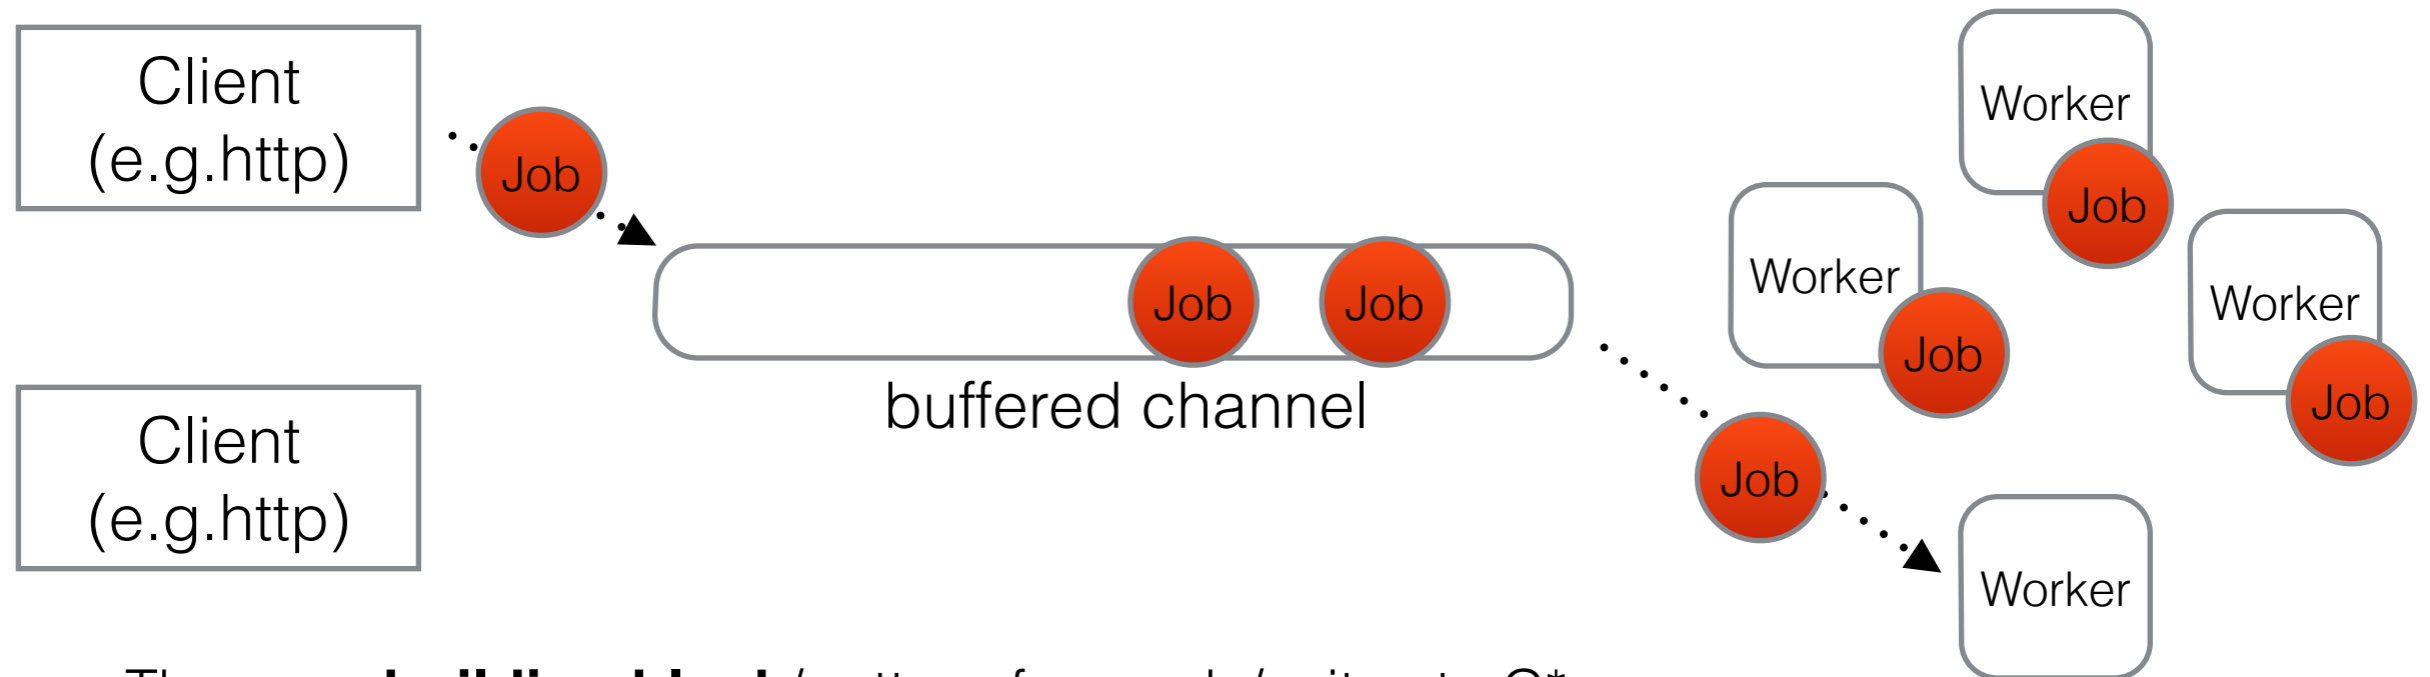 Client
(e.g.http)
Job
Job
Job
buffered channel
Client
(e.g.http)
Worker
Job
Worker
Job
Worker
Job
Job
Worker